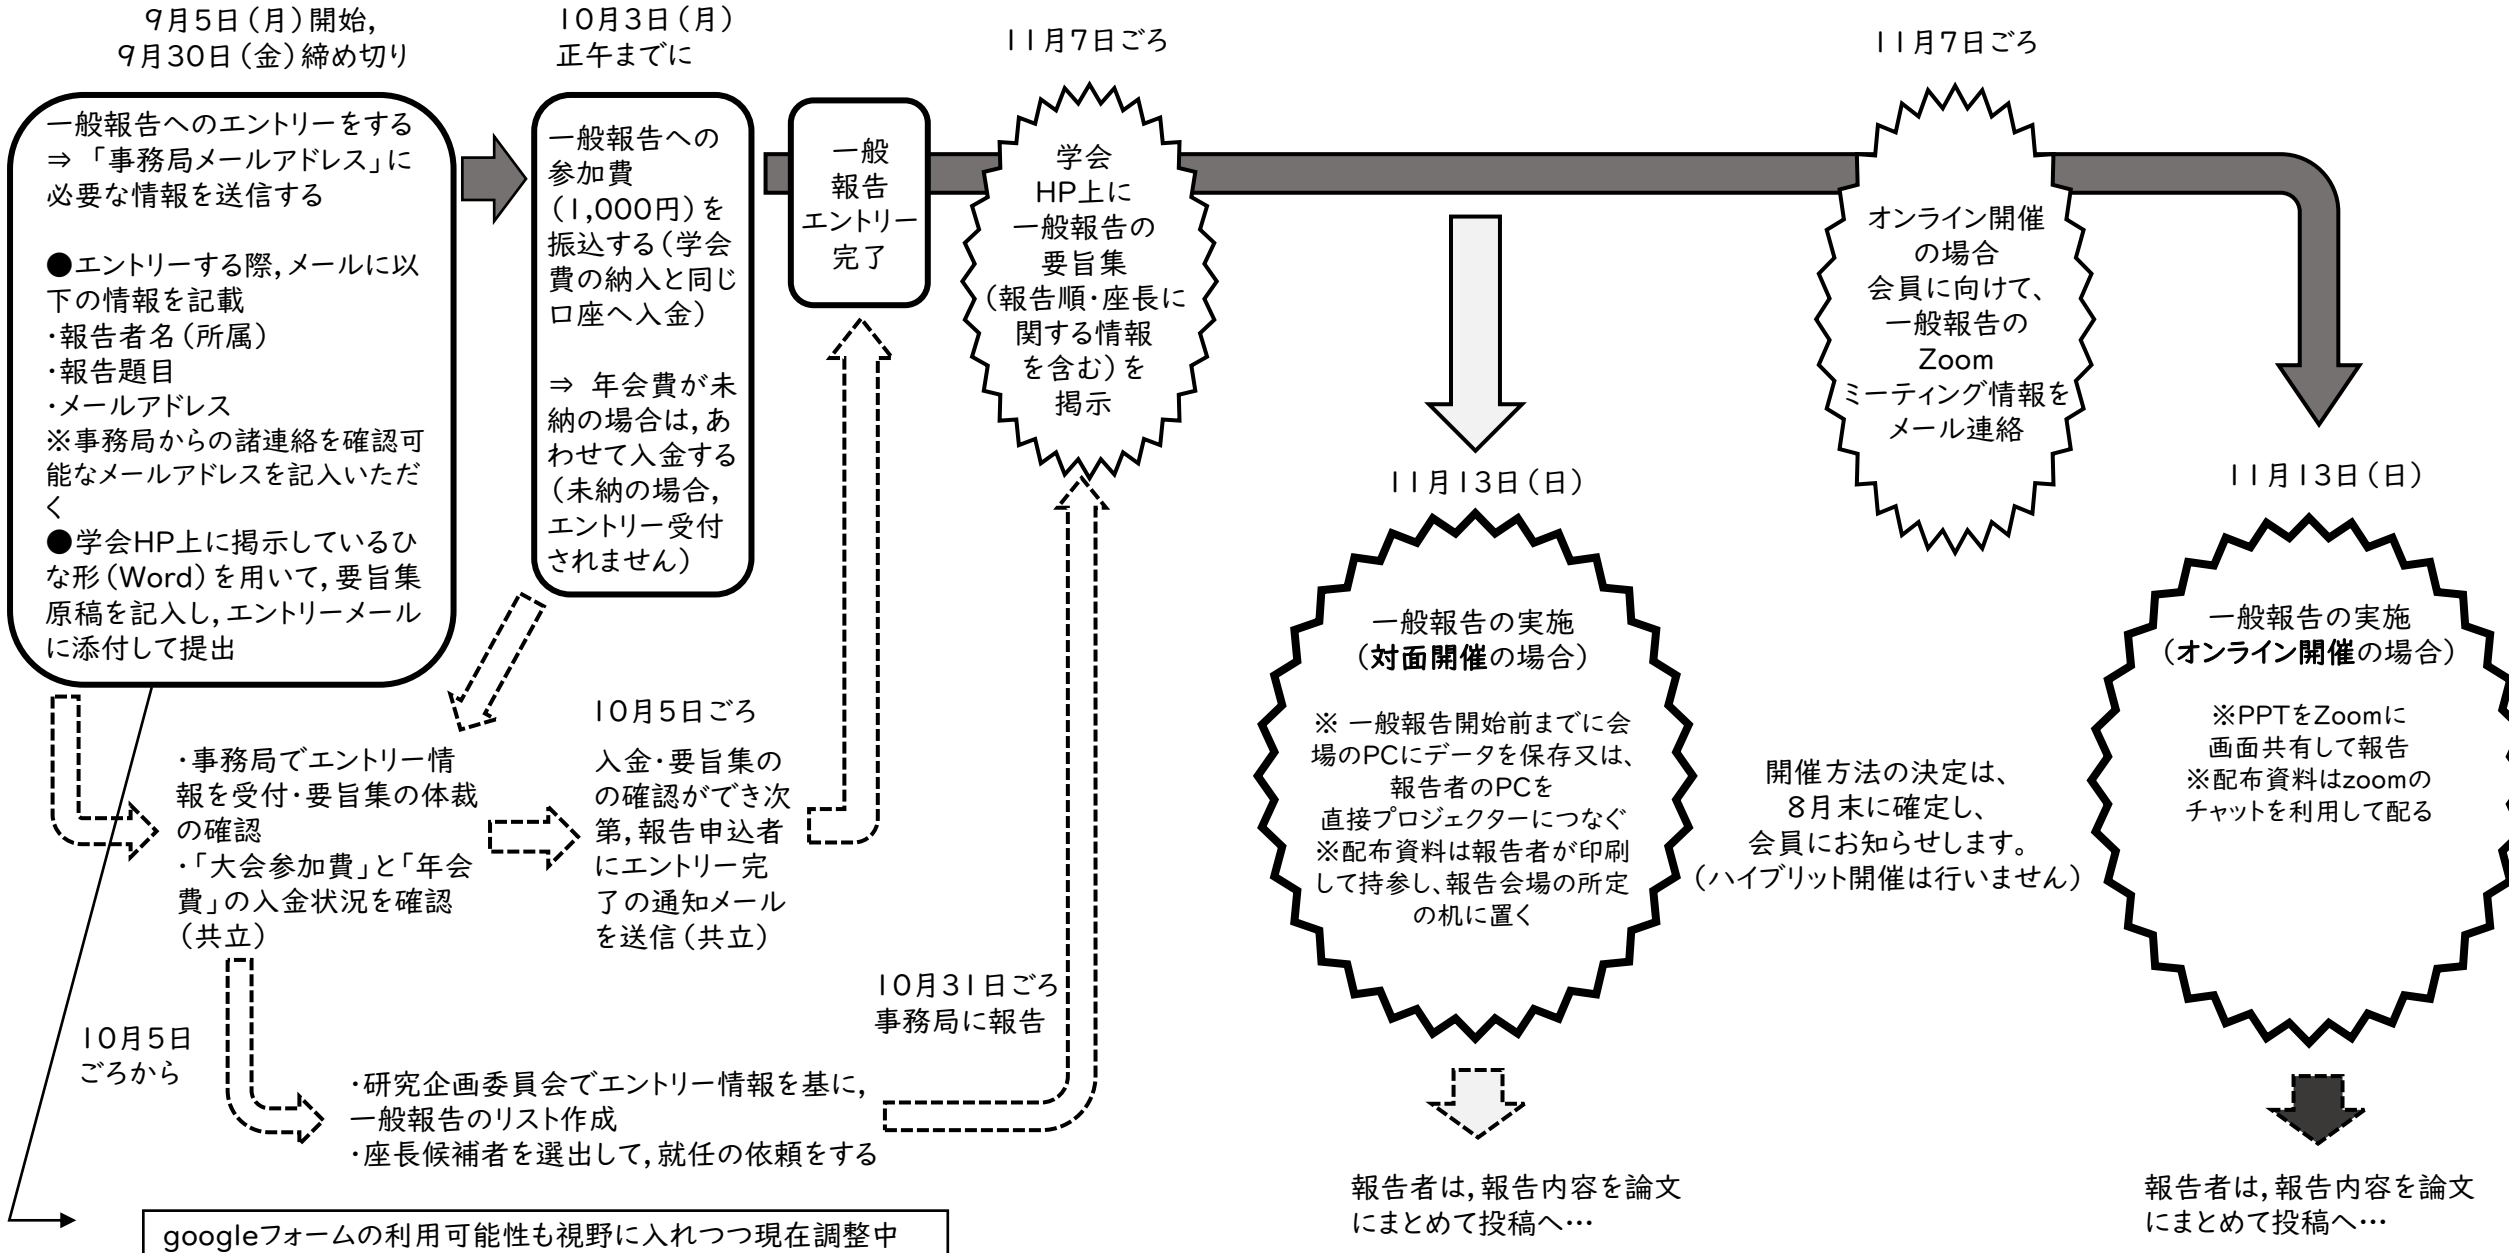 9月5日(月)開始,
9月30日(金)締め切り
一般報告へのエントリーをする
⇒ 「事務局メールアドレス」に
必要な情報を送信する
●エントリーする際,メールに以
下の情報を記載
・報告者名(所属)
・報告題目
・メールアドレス
※事務局からの諸連絡を確認可
能なメールアドレスを記入いただ
く
●学会HP上に掲示しているひ
な形(Word)を用いて,要旨集
原稿を記入し,エントリーメール
に添付して提出
10月3日(月)
正午までに
一般報告への
参加費
(1,000円)を
振込する(学会
費の納入と同じ
口座へ入金)
⇒ 年会費が未
納の場合は,あ
わせて入金する
(未納の場合,
エントリー受付
されません)
一般
報告
エントリー
完了
11月7日ごろ
学会
HP上に
一般報告の
要旨集
(報告順・座長に
関する情報
を含む)を
掲示
11月7日ごろ
オンライン開催
の場合
会員に向けて、
一般報告の
Zoom
ミーティング情報を
メール連絡
・事務局でエントリー情
報を受付・要旨集の体裁
の確認
・「大会参加費」と「年会
費」の入金状況を確認
(共立)
10月5日ごろ
入金・要旨集の
の確認ができ次
第,報告申込者
にエントリー完
了の通知メール
を送信(共立)
10月5日
ごろから
・研究企画委員会でエントリー情報を基に,
一般報告のリスト作成
・座長候補者を選出して,就任の依頼をする
10月31日ごろ
事務局に報告
googleフォームの利用可能性も視野に入れつつ現在調整中
11月13日(日)
一般報告の実施
(対面開催の場合)
※ 一般報告開始前までに会
場のPCにデータを保存又は、
報告者のPCを
直接プロジェクターにつなぐ
※配布資料は報告者が印刷
して持参し、報告会場の所定
の机に置く
報告者は,報告内容を論文
にまとめて投稿へ…
開催方法の決定は、
8月末に確定し、
会員にお知らせします。
(ハイブリット開催は行いません)
11月13日(日)
一般報告の実施
(オンライン開催の場合)
※PPTをZoomに
画面共有して報告
※配布資料はzoomの
チャットを利用して配る
報告者は,報告内容を論文
にまとめて投稿へ…